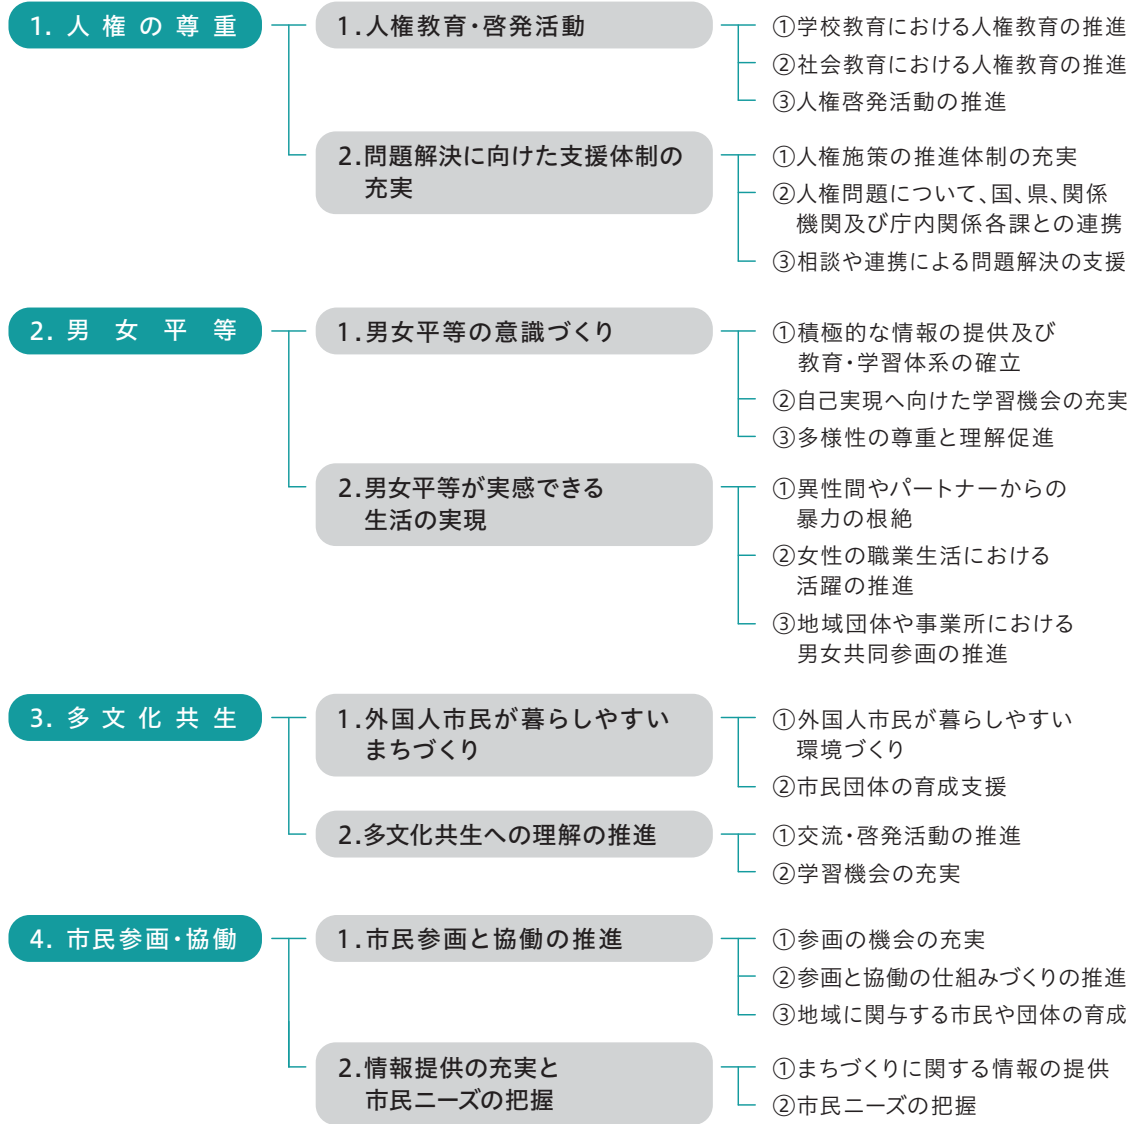 1. 人権の尊重
1.人権教育・啓発活動
①学校教育における人権教育の推進
②社会教育における人権教育の推進
③人権啓発活動の推進
2.問題解決に向けた支援体制の
充実
①人権施策の推進体制の充実
②人権問題について、国、県、関係
機関及び庁内関係各課との連携
③相談や連携による問題解決の支援
2. 男女平等
1.男女平等の意識づくり
①積極的な情報の提供及び
教育・学習体系の確立
②自己実現へ向けた学習機会の充実
③多様性の尊重と理解促進
2.男女平等が実感できる
生活の実現
①異性間やパートナーからの
暴力の根絶
②女性の職業生活における
活躍の推進
③地域団体や事業所における
男女共同参画の推進
3. 多文化共生
1.外国人市民が暮らしやすい
まちづくり
①外国人市民が暮らしやすい
環境づくり
②市民団体の育成支援
2.多文化共生への理解の推進
①交流・啓発活動の推進
②学習機会の充実
4. 市民参画・協働
1.市民参画と協働の推進
①参画の機会の充実
②参画と協働の仕組みづくりの推進
③地域に関与する市民や団体の育成
2.情報提供の充実と
市民ニーズの把握
①まちづくりに関する情報の提供
②市民ニーズの把握